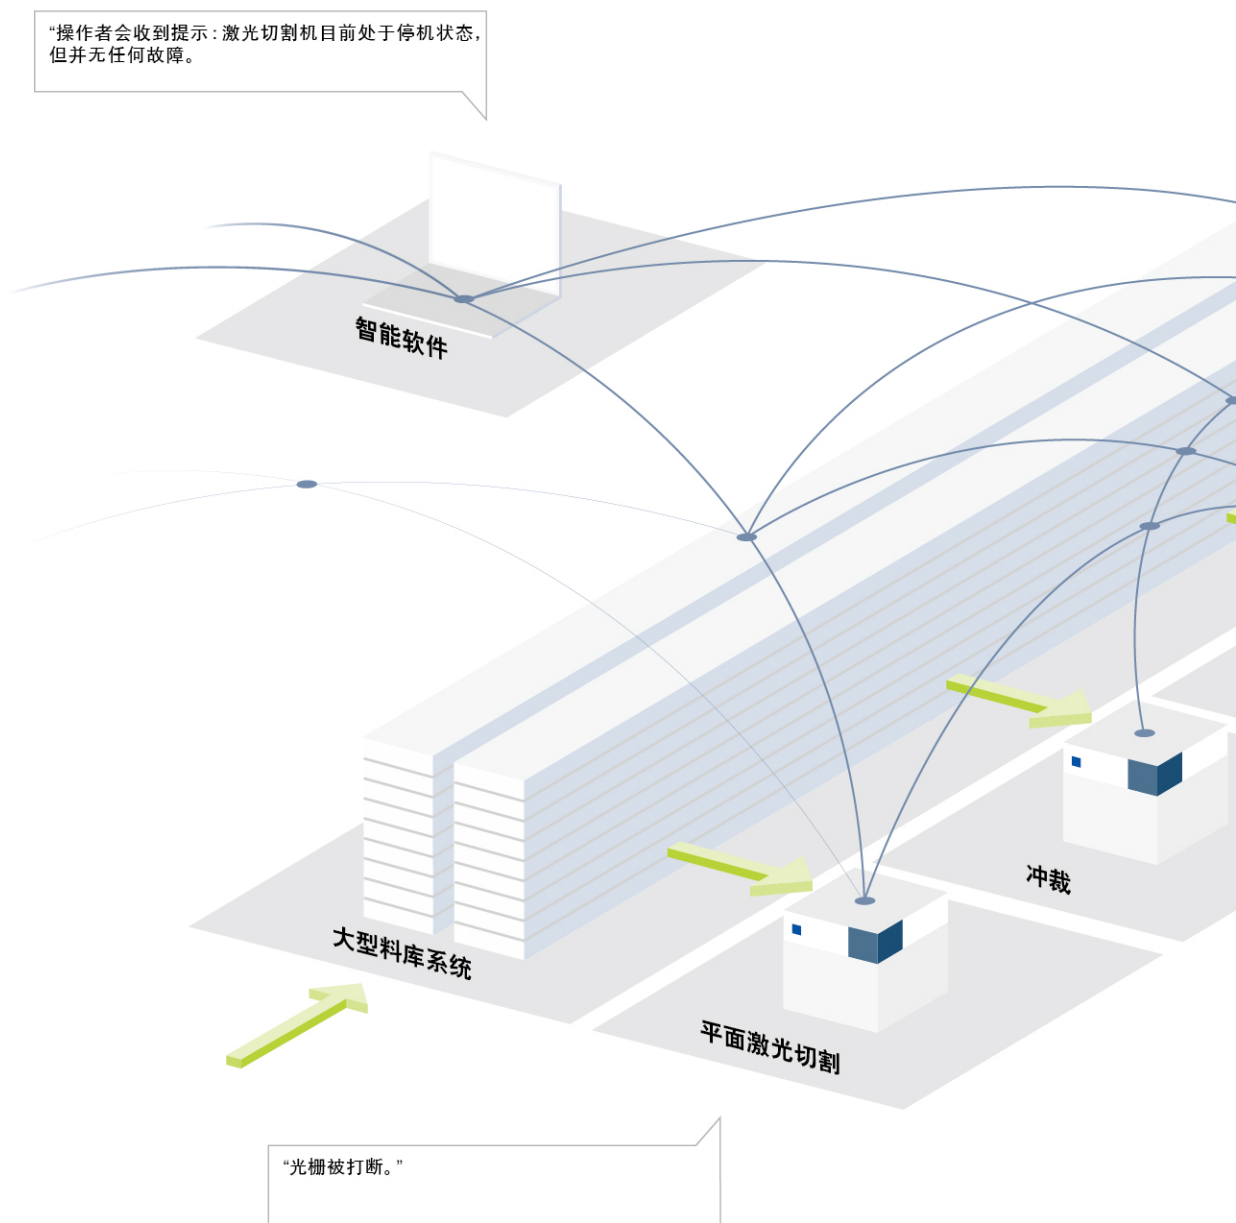 “操作者会收到提示：激光切割机目前处于停机状态，
但并无任何故障。
智能软件
冲裁
大型料库系统
平面激光切割
“光栅被打断。”